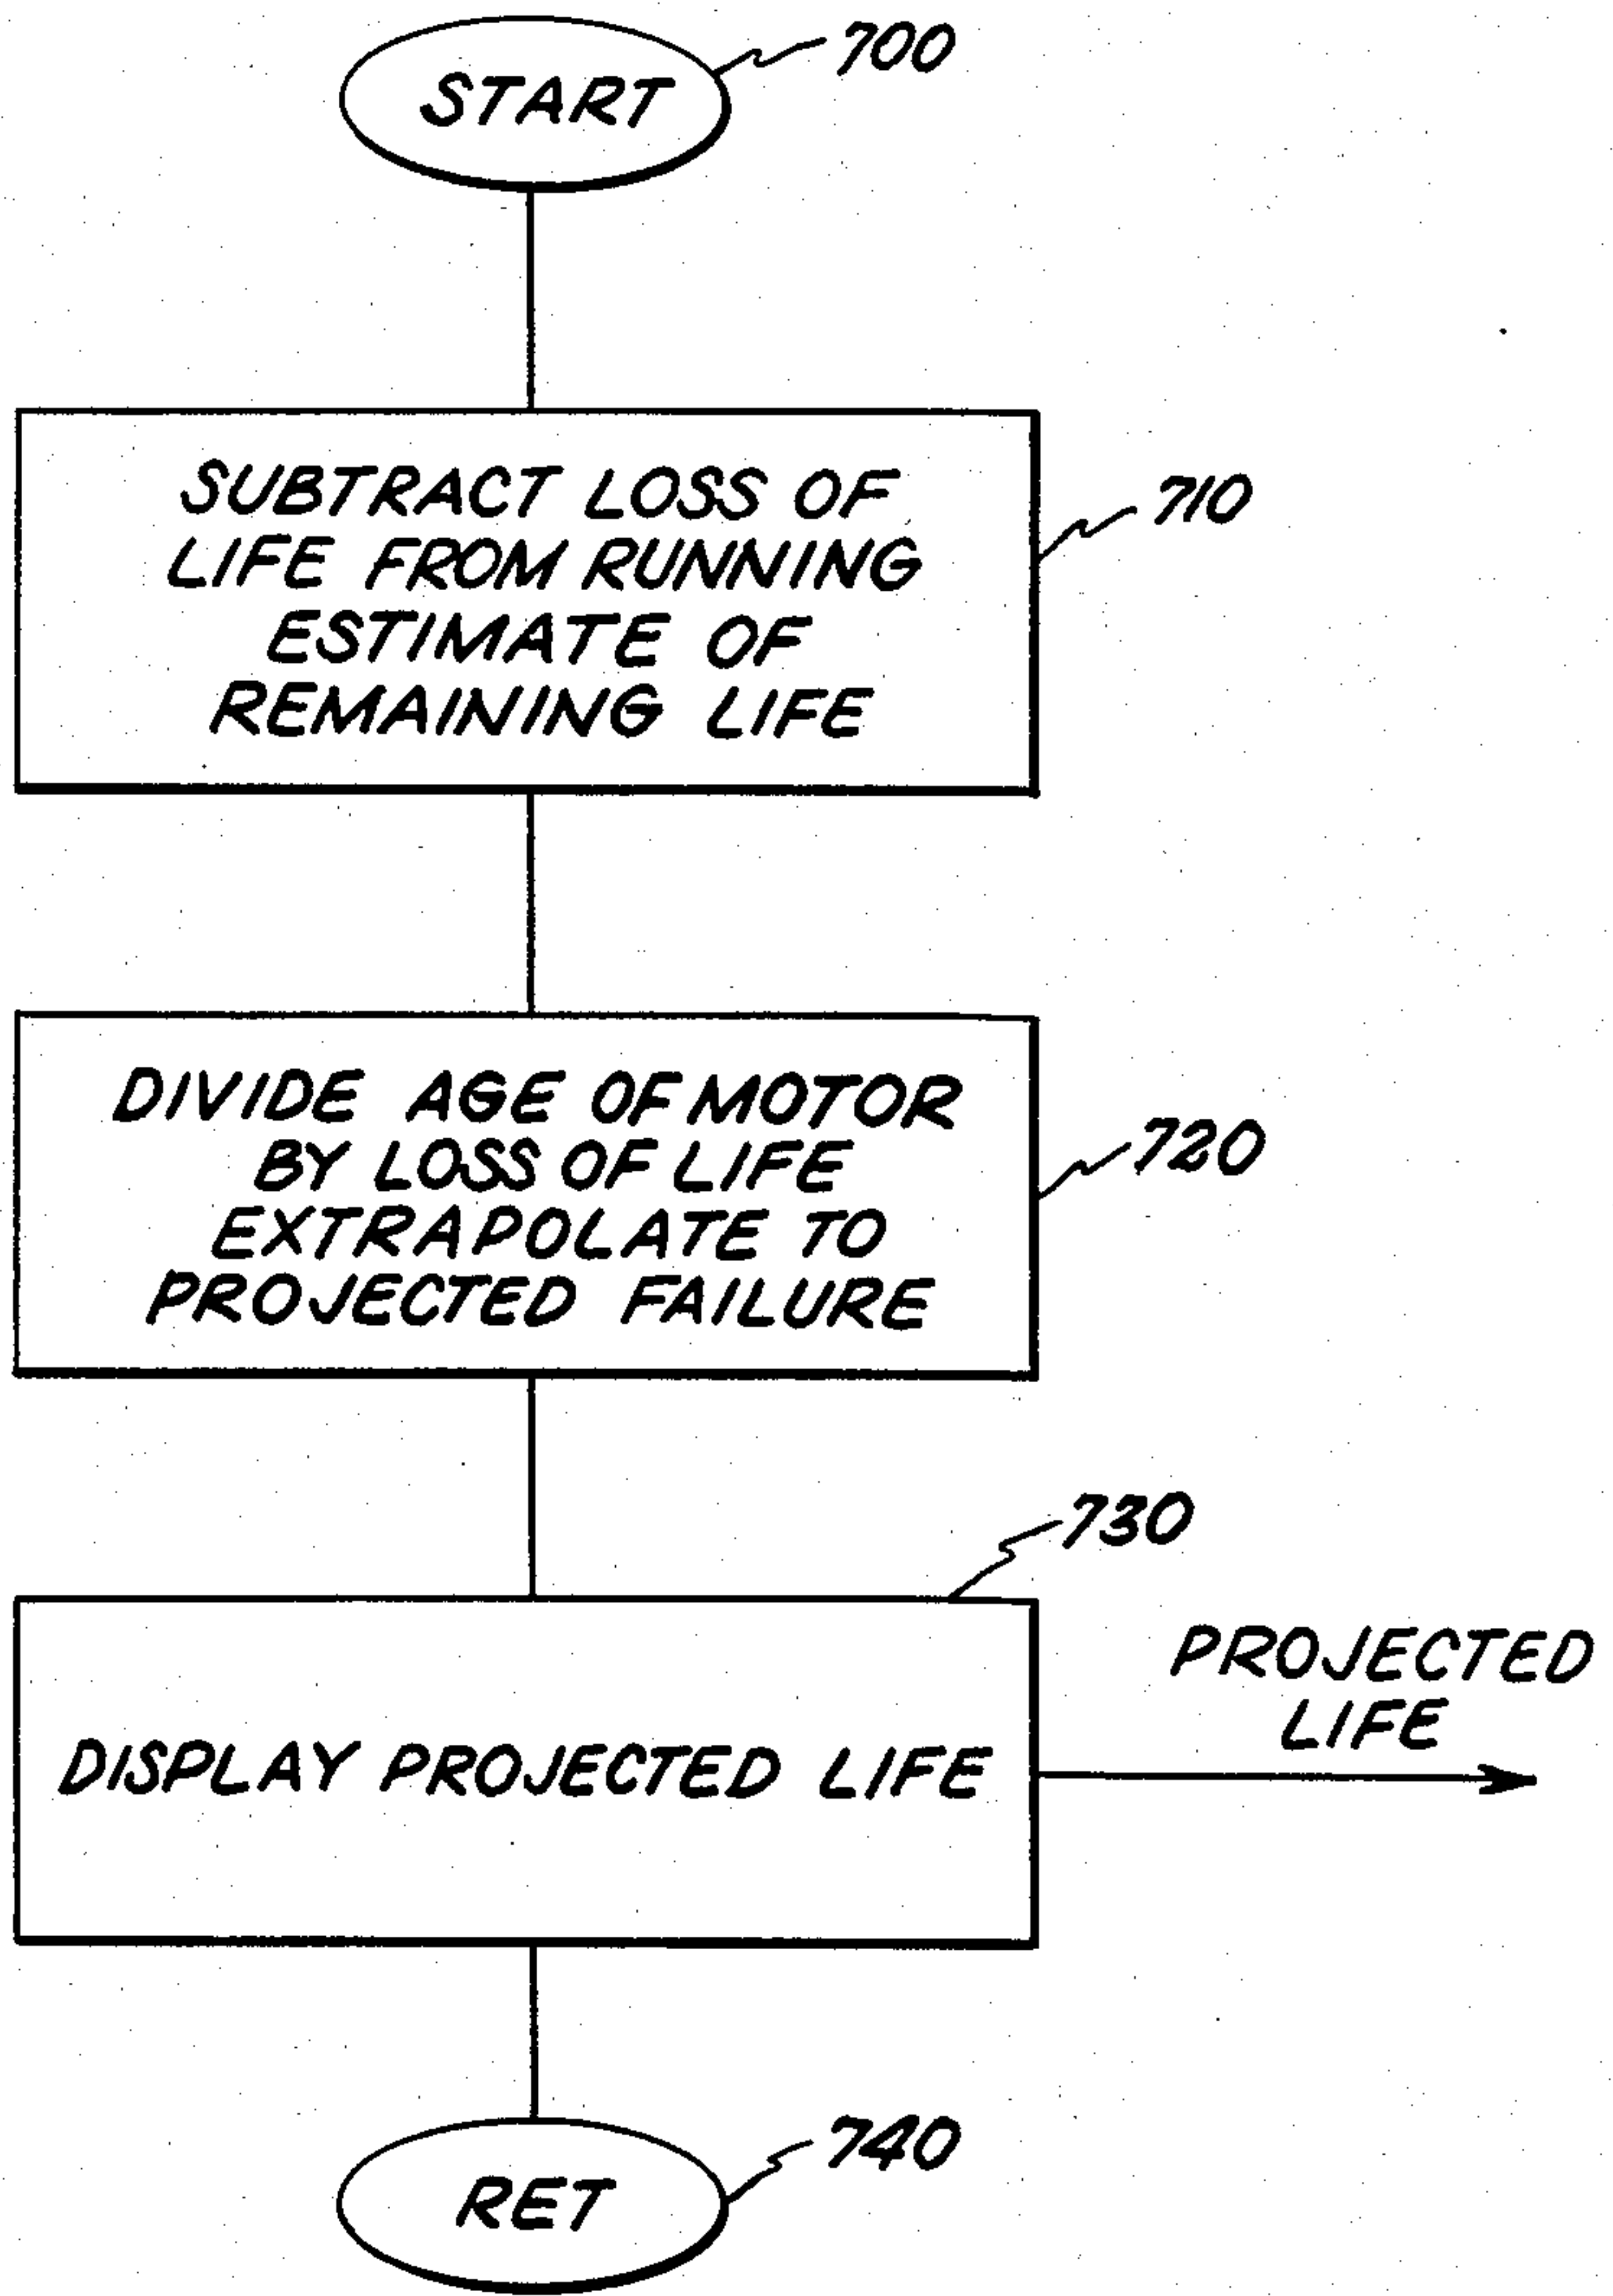 START
700
SUBTRACT LOSS OF
LIFE FROM RUNNING
ESTIMATE OF
REMAINING LIFE
710
DIVIDE AGE OF MOTOR
BY LOSS OF LIFE
EXTRAPOLATE TO
PROJECTED FAILURE
720
730
DISPLAY PROJECTED LIFE
PROJECTED
LIFE
RET
740